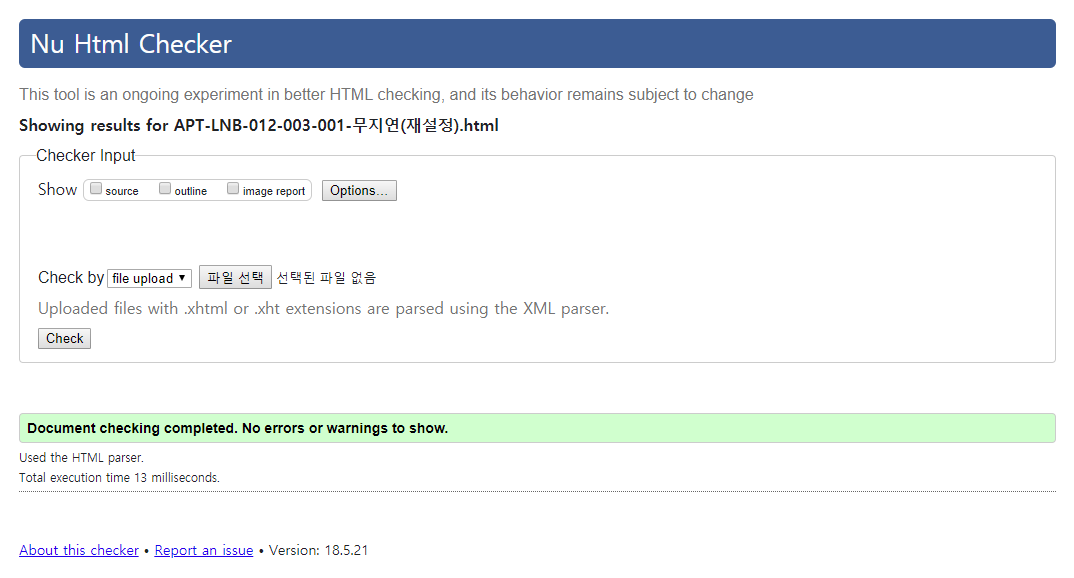 Nu Html Checker
This tool is an ongoing experiment in better HTML checking, and its behavior remains subject to change
Showing results for APT-LNB-012-003-001-무지연(재설정).html
Checker Input
Show source outline image report Options...
Check by file upload ▼ 파일 선택 선택된 파일 없음
Uploaded files with .xhtml or .xht extensions are parsed using the XML parser.
Check
Document checking completed. No errors or warnings to show.
Used the HTML parser.
Total execution time 13 milliseconds.
About this checker • Report an issue • Version: 18.5.21